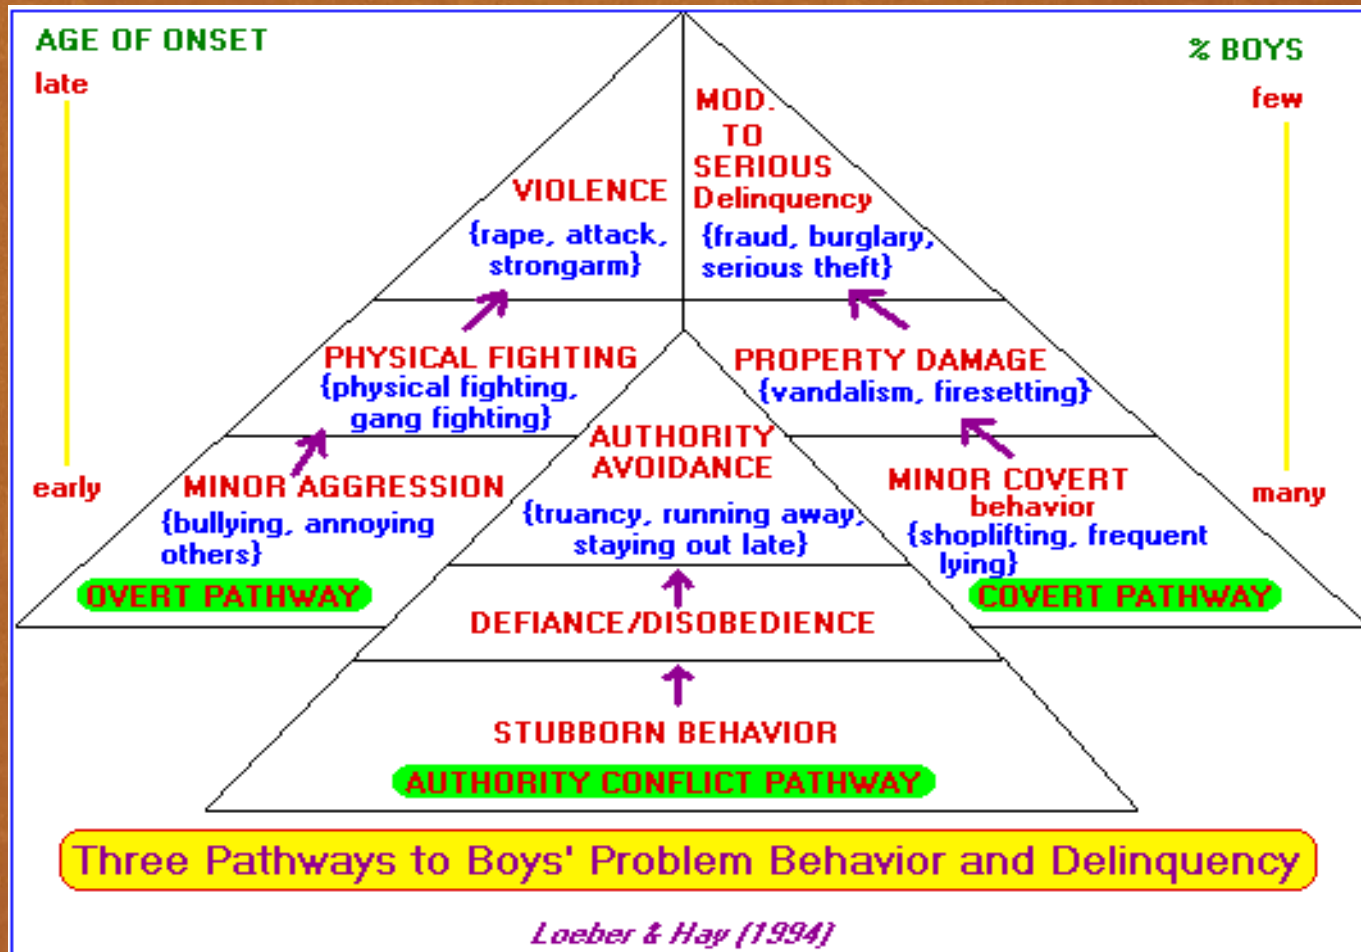 AGE OF ONSET
late
early
% BOYS
few
many
VIOLENCE
{rape, attack,
strongarm}
MOD.
TO
SERIOUS
Delinquency
{fraud, burglary,
serious theft}
PHYSICAL FIGHTING
{physical fighting,
gang fighting}
PROPERTY DAMAGE
{vandalism, firesetting}
MINOR AGGRESSION
{bullying, annoying
others}
OVERT PATHWAY
AUTHORITY
AVOIDANCE
{truancy, running away,
staying out late}
MINOR COVERT
behavior
{shoplifting, frequent
lying}
COVERT PATHWAY
DEFIANCE/DISOBEDIENCE
STUBBORN BEHAVIOR
AUTHORITY CONFLICT PATHWAY
Three Pathways to Boys' Problem Behavior and Delinquency
Loeber & Hay (1994)